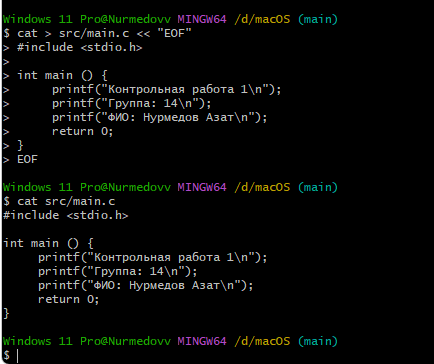 Windows 11 Pro@Nurmedovv MINGW64 /d/macOS (main)
$ cat > src/main.c << "EOF"
> #include <stdio.h>
>
> int main () {
>     printf("Контрольная работа 1\n");
>     printf("Группа: 14\n");
>     printf("ФИО: Нурмедов Азат\n");
>     return 0;
> }
> EOF
Windows 11 Pro@Nurmedovv MINGW64 /d/macOS (main)
$ cat src/main.c
#include <stdio.h>
int main () {
     printf("Контрольная работа 1\n");
     printf("Группа: 14\n");
     printf("ФИО: Нурмедов Азат\n");
     return 0;
}
Windows 11 Pro@Nurmedovv MINGW64 /d/macOS (main)
$